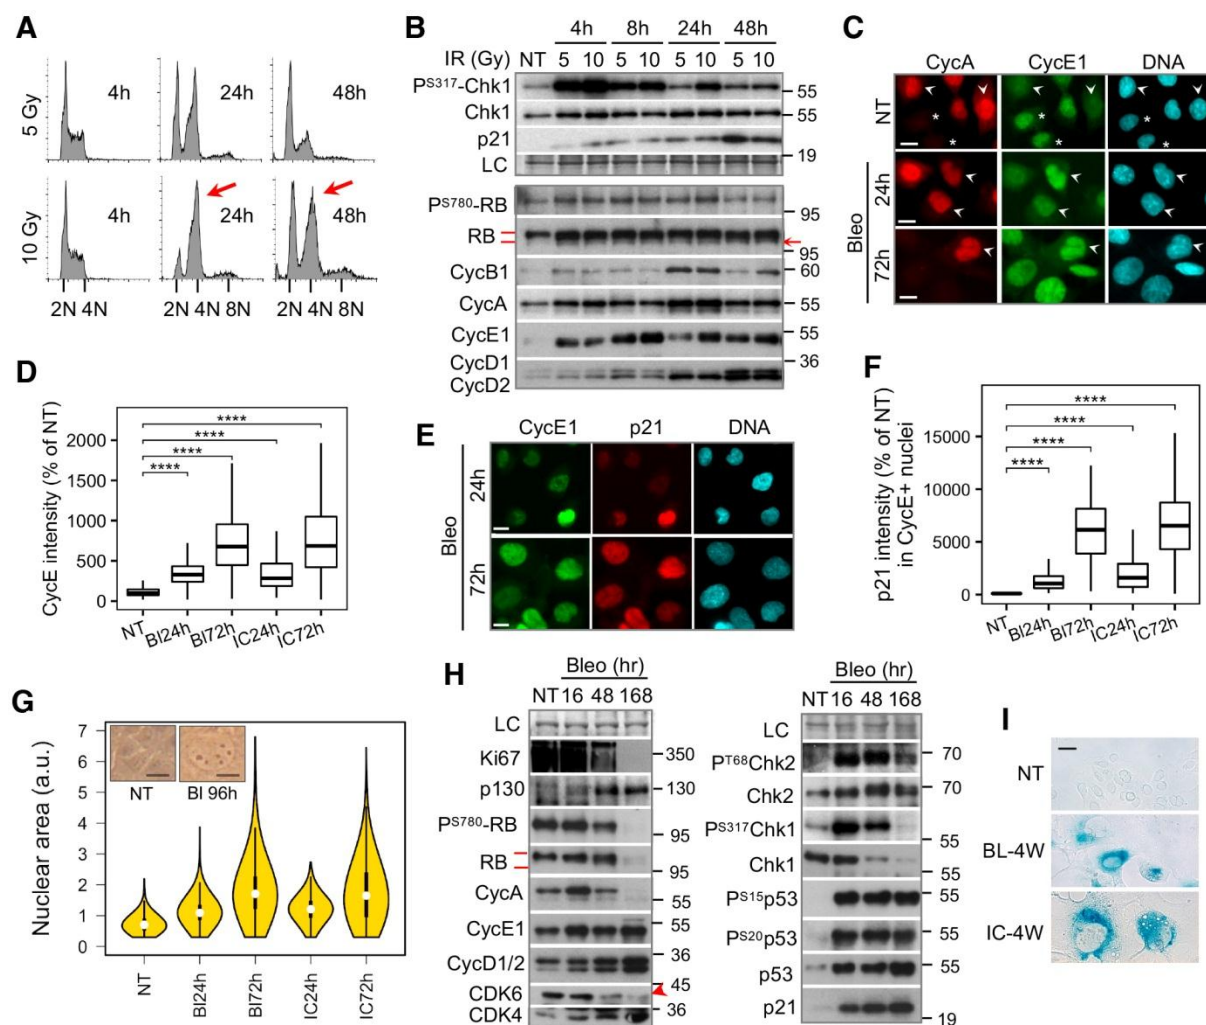 A
5 Gy
4h
24h
48h
10 Gy
4h
24h
48h
2N 4N
2N 4N 8N
2N 4N 8N
B
4h 8h 24h 48h
IR (Gy) NT 5 10 5 10 5 10 5 10
PS317-Chk1
55
Chk1
55
p21
19
LC
PS780-RB
95
RB
95
CycB1
60
CycA
55
CycE1
55
36
CycD1
CycD2
C
CycA CycE1 DNA
NT
* * *
* * *
Bleo
24h
72h
D
CycE intensity (% of NT)
2000
1500
1000
500
0
****
****
****
****
NT BI24h BI72h IC24h IC72h
E
CycE1 p21 DNA
Bleo
24h
72h
F
p21 intensity (% of NT)
in CycE+ nuclei
15000
10000
5000
0
****
****
****
****
NT BI24h BI72h IC24h IC72h
G
Nuclear area (a.u.)
7
6
5
4
3
2
1
0
NT BI 96h
NT BI24h BI72h IC24h IC72h
H
Bleo (hr)
NT 16 48 168
LC
Ki67 350
p130 130
PS780-RB
95
RB
95
CycA
55
CycE1 55
CycD1/2 36
45
CDK6
36
CDK4
Bleo (hr)
NT 16 48 168
LC
PT68Chk2 70
Chk2 70
PS317Chk1
55
Chk1
55
PS15p53 55
PS20p53
p53 55
p21
19
I
NT
BL-4W
IC-4W